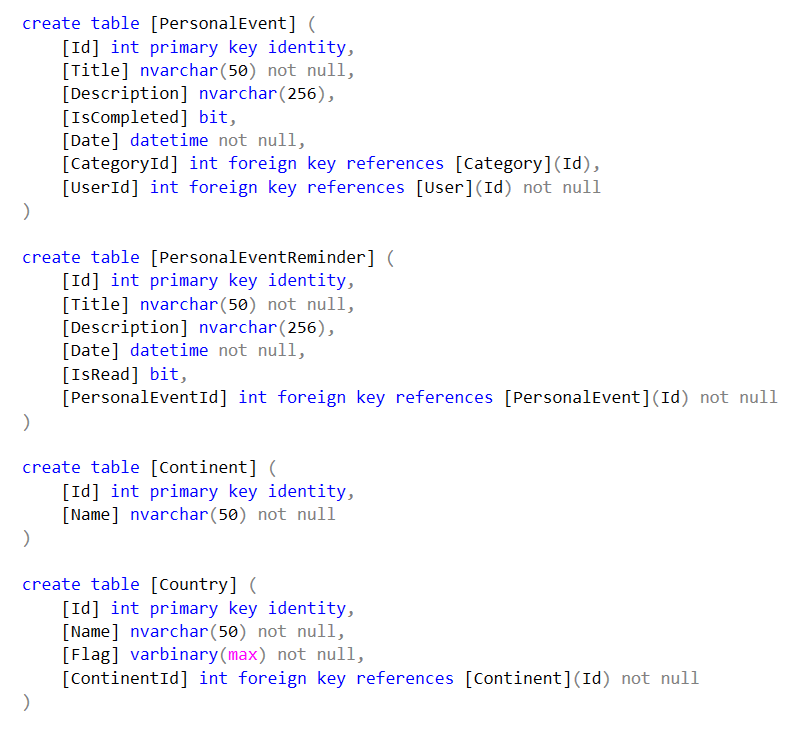 create table [PersonalEvent] (
    [Id] int primary key identity,
    [Title] nvarchar(50) not null,
    [Description] nvarchar(256),
    [IsCompleted] bit,
    [Date] datetime not null,
    [CategoryId] int foreign key references [Category](Id),
    [UserId] int foreign key references [User](Id) not null
)

create table [PersonalEventReminder] (
    [Id] int primary key identity,
    [Title] nvarchar(50) not null,
    [Description] nvarchar(256),
    [Date] datetime not null,
    [IsRead] bit,
    [PersonalEventId] int foreign key references [PersonalEvent](Id) not null
)

create table [Continent] (
    [Id] int primary key identity,
    [Name] nvarchar(50) not null
)

create table [Country] (
    [Id] int primary key identity,
    [Name] nvarchar(50) not null,
    [Flag] varbinary(max) not null,
    [ContinentId] int foreign key references [Continent](Id) not null
)